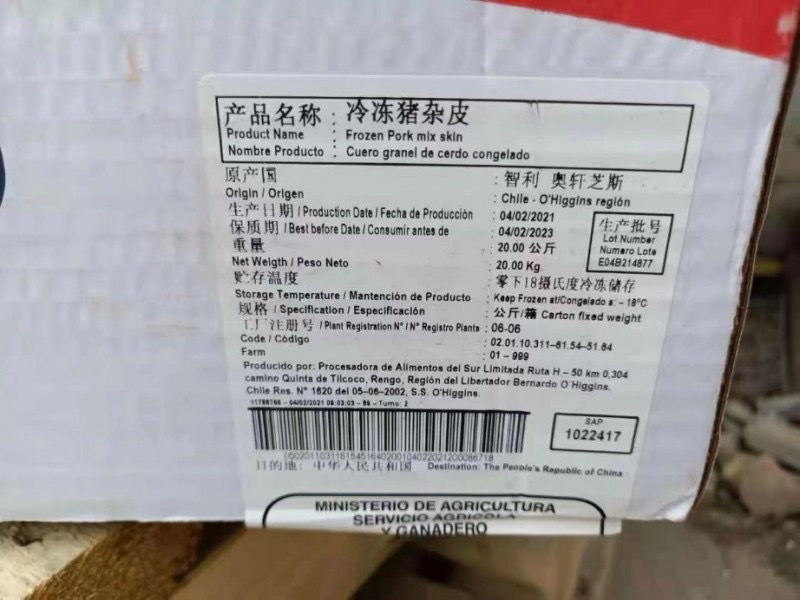 产品名称 : 冷冻猪杂皮
Product Name : Frozen Pork mix skin
Nombre Producto : Cuero granel de cerdo congelado
原产国 : 智利 奥轩芝斯
Origin / Origen : Chile - O'Higgins región
生产日期 / Production Date / Fecha de Producción : 04/02/2021
保质期 / Best before Date / Consumir antes de : 04/02/2023
生产批号
Lot Number
Numero Lote
E04B214877
重量 : 20.00 公斤
Net Weigth / Peso Neto : 20.00 Kg
贮存温度 : 零下18摄氏度冷冻储存
Storage Temperature / Mantención de Producto : Keep Frozen at/Congelado a: - 18°C
规格 / Specification / Especificación : 公斤/箱 Carton fixed weight
工厂注册号 / Plant Registration N° / N° Registro Planta : 06-06
Code / Código : 02.01.10.311-61.54-51.84
Farm : 01 - 999
Producido por: Procesadora de Alimentos del Sur Limitada Ruta H - 50 km 0,304
camino Quinta de Tilcoco, Rengo, Región del Libertador Bernardo O'Higgins,
Chile Res. N° 1620 del 05-06-2002, S.S. O'Higgins.
04/02/2021 09:03:03 - 89 - Turno: 2
SAP
1022417
目的地: 中华人民共和国 Destination: The People's Republic of China
MINISTERIO DE AGRICULTURA
SERVICIO AGRICOLA
Y GANADERO